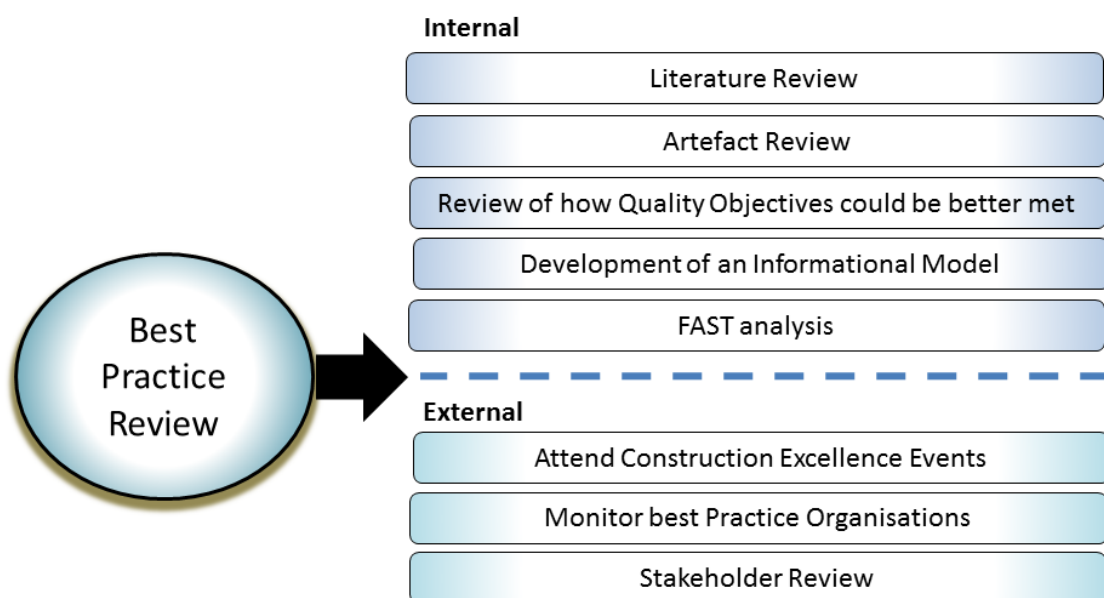 Internal
Literature Review
Artefact Review
Review of how Quality Objectives could be better met
Development of an Informational Model
FAST analysis
Best
Practice
Review
External
Attend Construction Excellence Events
Monitor best Practice Organisations
Stakeholder Review